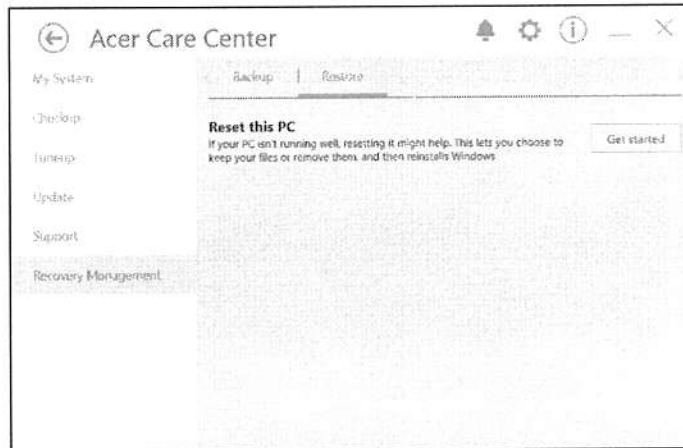 Acer Care Center
My System
Backup | Restore
Checkup
Reset this PC
If your PC isn't running well, resetting it might help. This lets you choose to
keep your files or remove them, and then reinstalls Windows
Get started
Tuneup
Update
Support
Recovery Management